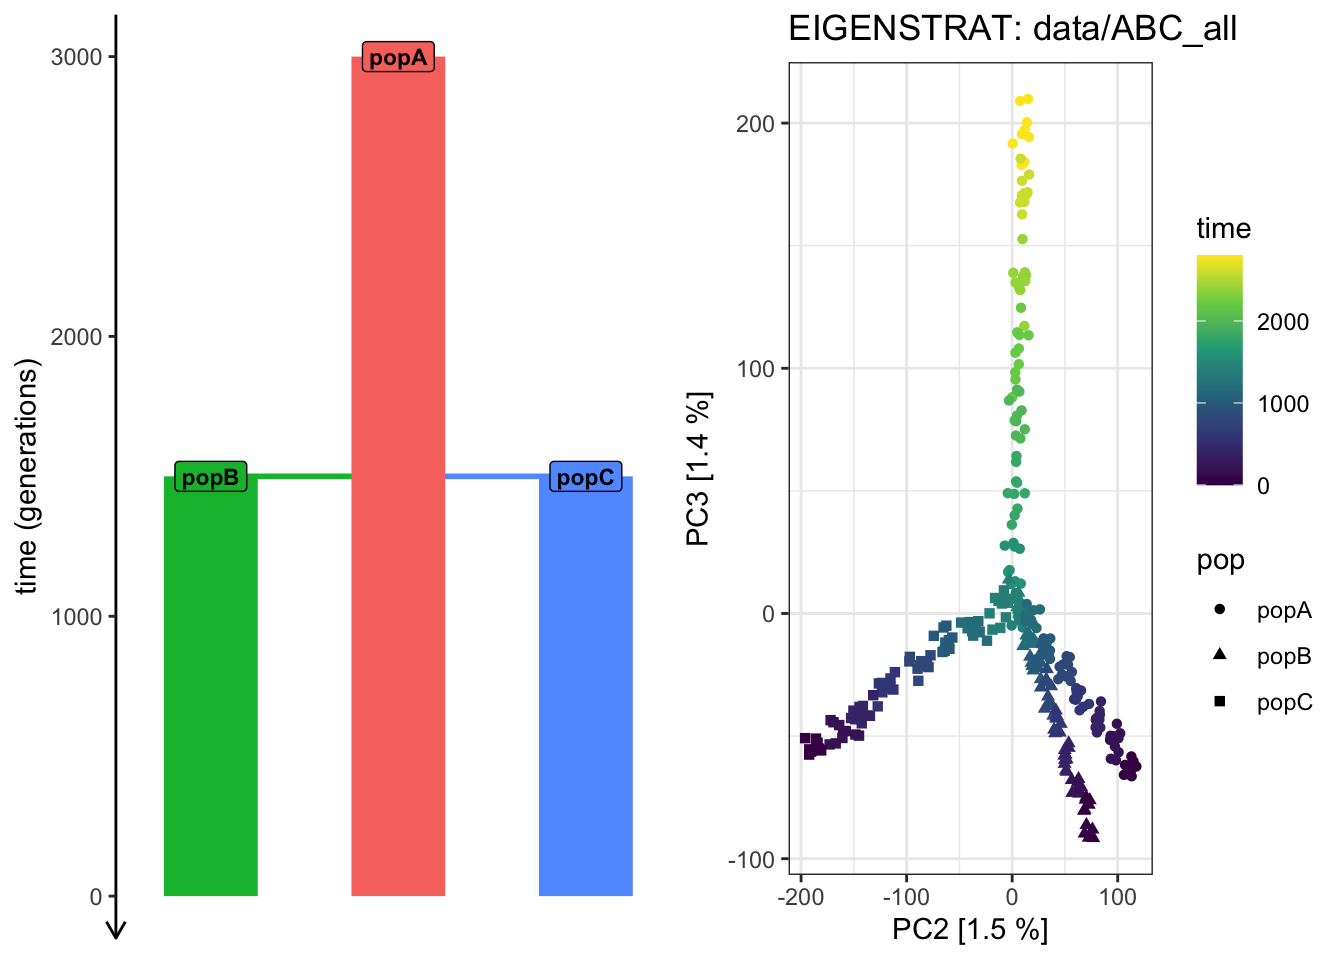 time (generations)
3000
2000
1000
0
popA
popB
popC
EIGENSTRAT: data/ABC_all
PC3 [1.4 %]
200
100
0
-100
-200
-100
0
100
PC2 [1.5 %]
time
2000
1000
0
pop
popA
popB
popC